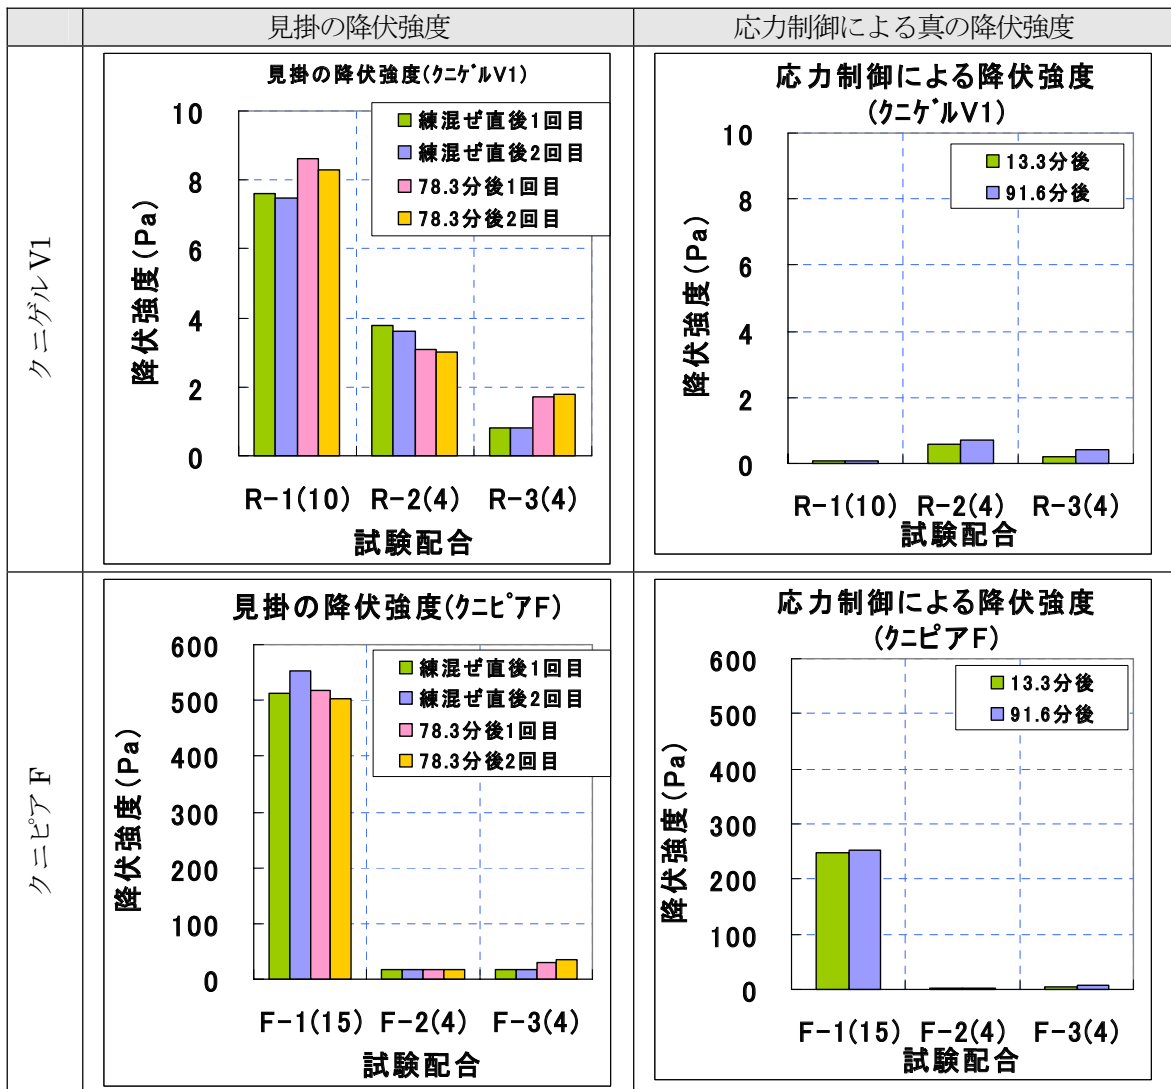 見掛の降伏強度
応力制御による真の降伏強度
クニゲル V1
見掛の降伏強度(ｸﾆｹﾞﾙV1)
降伏強度(Pa)
10
8
6
4
2
0
練混ぜ直後1回目
練混ぜ直後2回目
78.3分後1回目
78.3分後2回目
R-1(10) R-2(4) R-3(4)
試験配合
応力制御による降伏強度
(ｸﾆｹﾞﾙV1)
降伏強度(Pa)
10
8
6
4
2
0
13.3分後
91.6分後
R-1(10) R-2(4) R-3(4)
試験配合
クニピア F
見掛の降伏強度(ｸﾆﾋﾟｱF)
降伏強度(Pa)
600
500
400
300
200
100
0
練混ぜ直後1回目
練混ぜ直後2回目
78.3分後1回目
78.3分後2回目
F-1(15) F-2(4) F-3(4)
試験配合
応力制御による降伏強度
(ｸﾆﾋﾟｱF)
降伏強度(Pa)
600
500
400
300
200
100
0
13.3分後
91.6分後
F-1(15) F-2(4) F-3(4)
試験配合